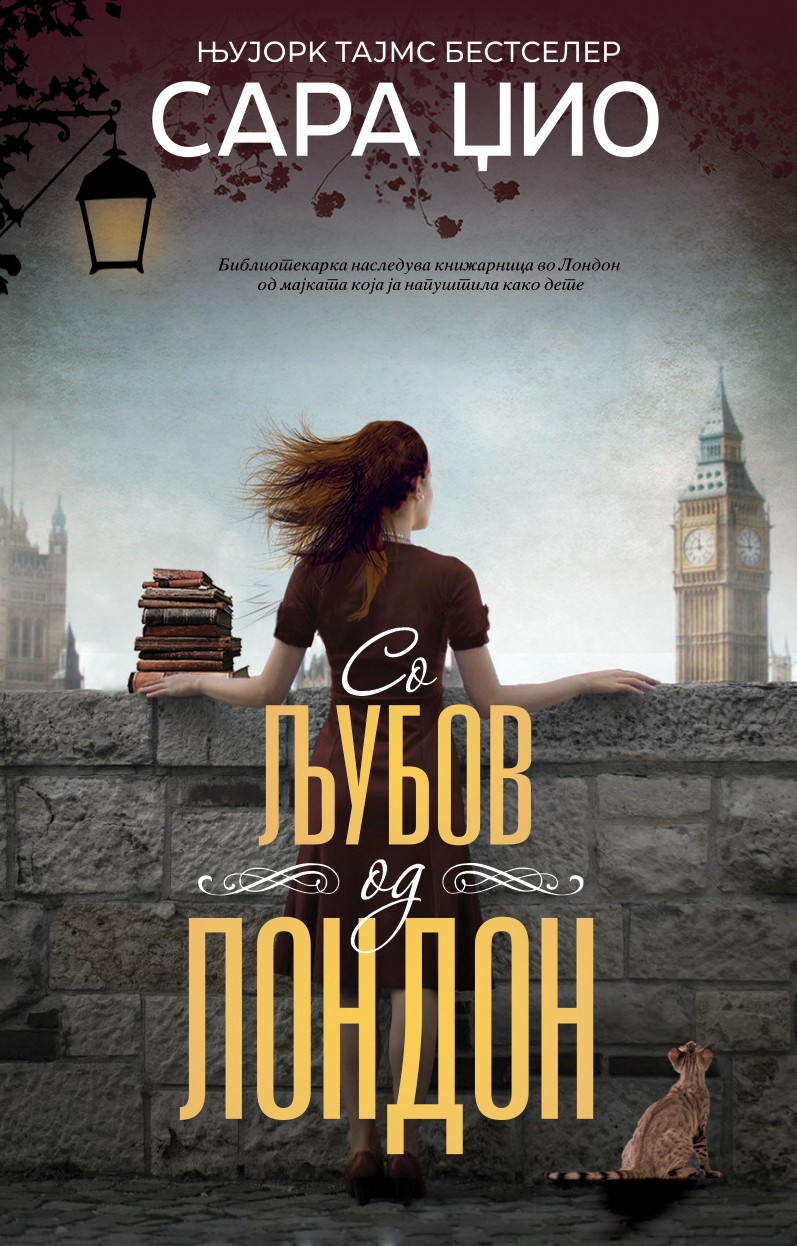 ЊУЈОРК ТАЈМС БЕСТСЕЛЕР
САРА ЏИО
Библиотекарка наследува книжарница во Лондон
од мајката која ја напуштила како дете
Со
ЉУБОВ
од
ЛОНДОН